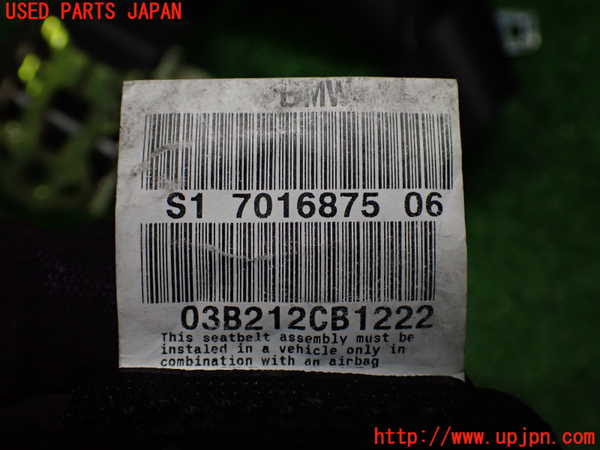 USED PARTS JAPAN
BMW
S1 7016875 06
03B212CB1222
This seatbelt assembly must be
instaled in a vehicle only in
combination with an airbag
http://www.upjpn.com/